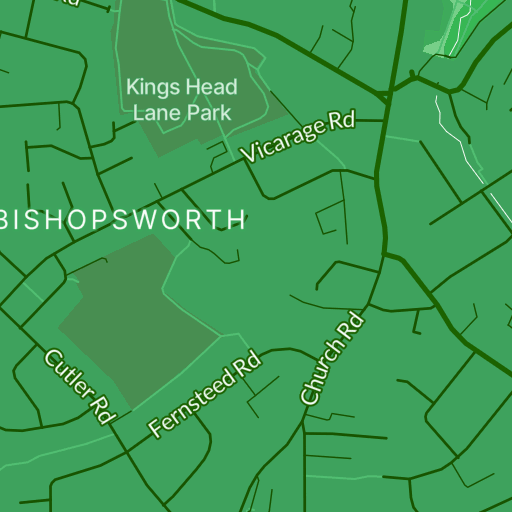 Kings Head
Lane Park
Vicarage Rd
BISHOPSWORTH
Church Rd
Cutler Rd
Fernsteed Rd